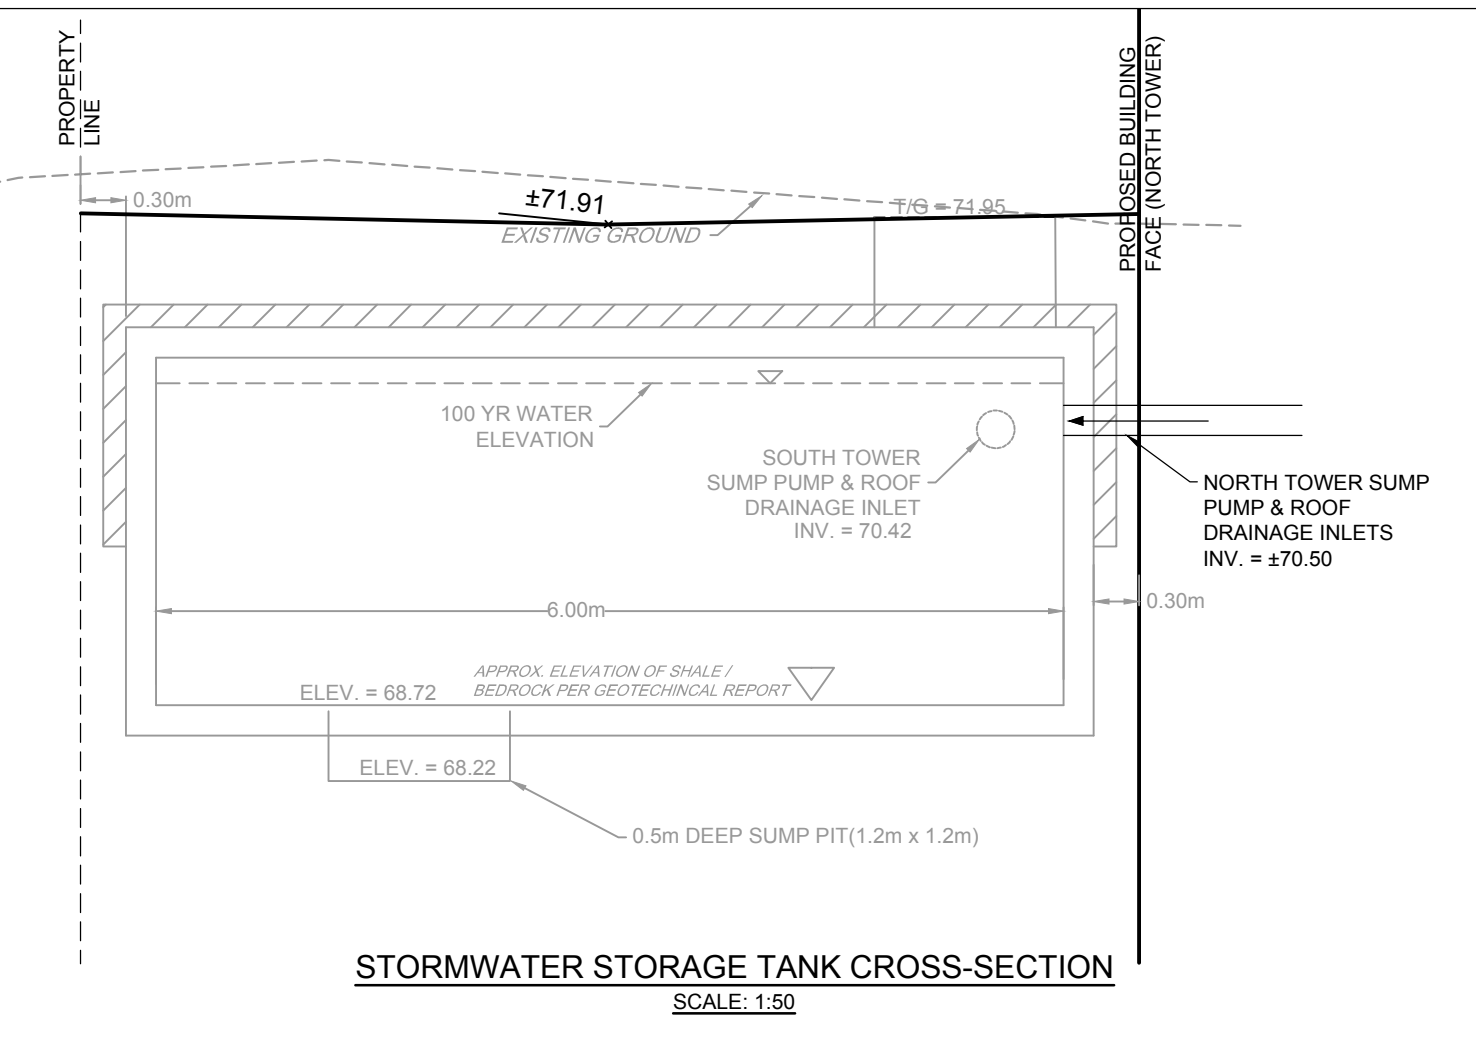 PROPERTY
LINE
0.30m
±71.91
EXISTING GROUND
T/G = 71.95
PROPOSED BUILDING
FACE (NORTH TOWER)
100 YR WATER
ELEVATION
SOUTH TOWER
SUMP PUMP & ROOF
DRAINAGE INLET
INV. = 70.42
NORTH TOWER SUMP
PUMP & ROOF
DRAINAGE INLETS
INV. = ±70.50
6.00m
0.30m
APPROX. ELEVATION OF SHALE /
BEDROCK PER GEOTECHINCAL REPORT
ELEV. = 68.72
ELEV. = 68.22
0.5m DEEP SUMP PIT(1.2m x 1.2m)
STORMWATER STORAGE TANK CROSS-SECTION
SCALE: 1:50